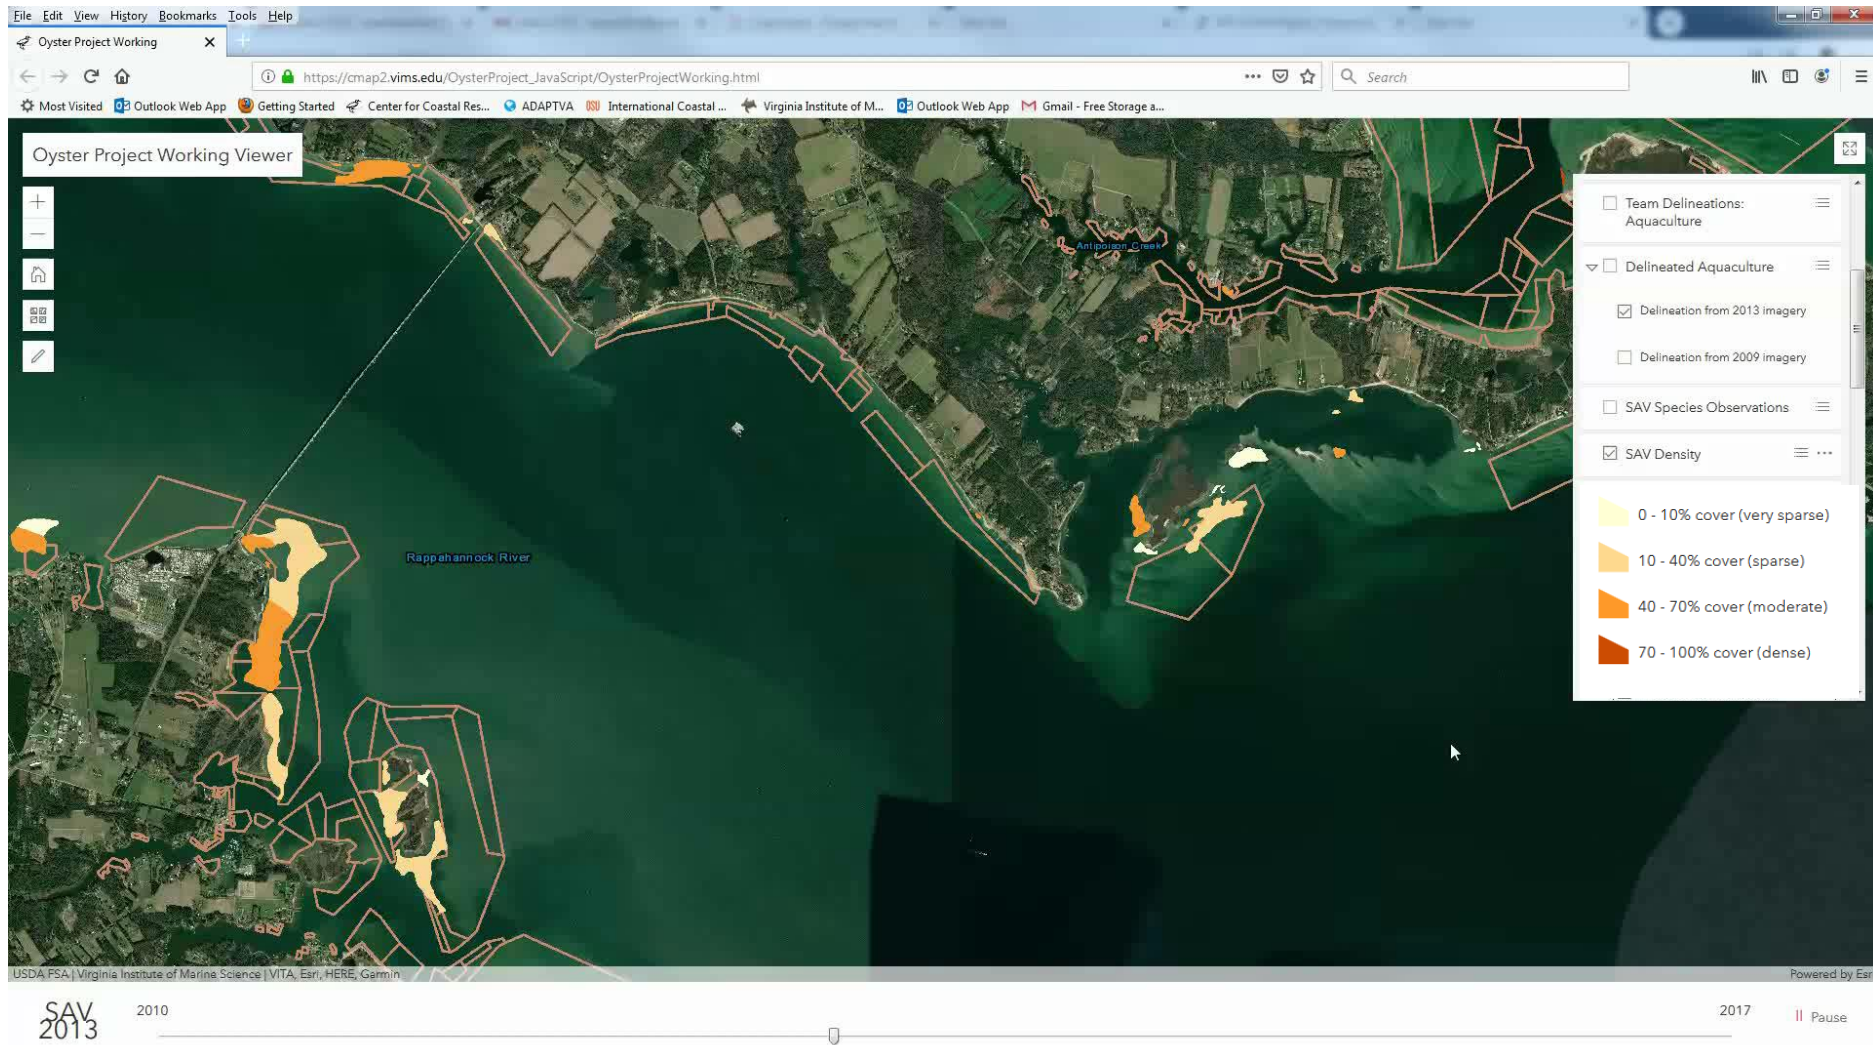 File Edit View History Bookmarks Tools Help
Oyster Project Working
https://cmap2.vims.edu/OysterProject_JavaScript/OysterProjectWorking.html
Search
Most Visited Outlook Web App Getting Started Center for Coastal Res... ADAPTVA International Coastal ... Virginia Institute of M... Outlook Web App Gmail - Free Storage a...
Oyster Project Working Viewer
Team Delineations:
Aquaculture
Antipoison Creek
Delineated Aquaculture
Delineation from 2013 imagery
Delineation from 2009 imagery
SAV Species Observations
SAV Density
0 - 10% cover (very sparse)
Rappahannock River
10 - 40% cover (sparse)
40 - 70% cover (moderate)
70 - 100% cover (dense)
USDA FSA | Virginia Institute of Marine Science | VITA, Esri, HERE, Garmin
Powered by Esr
SAV
2013
2010
2017
Pause